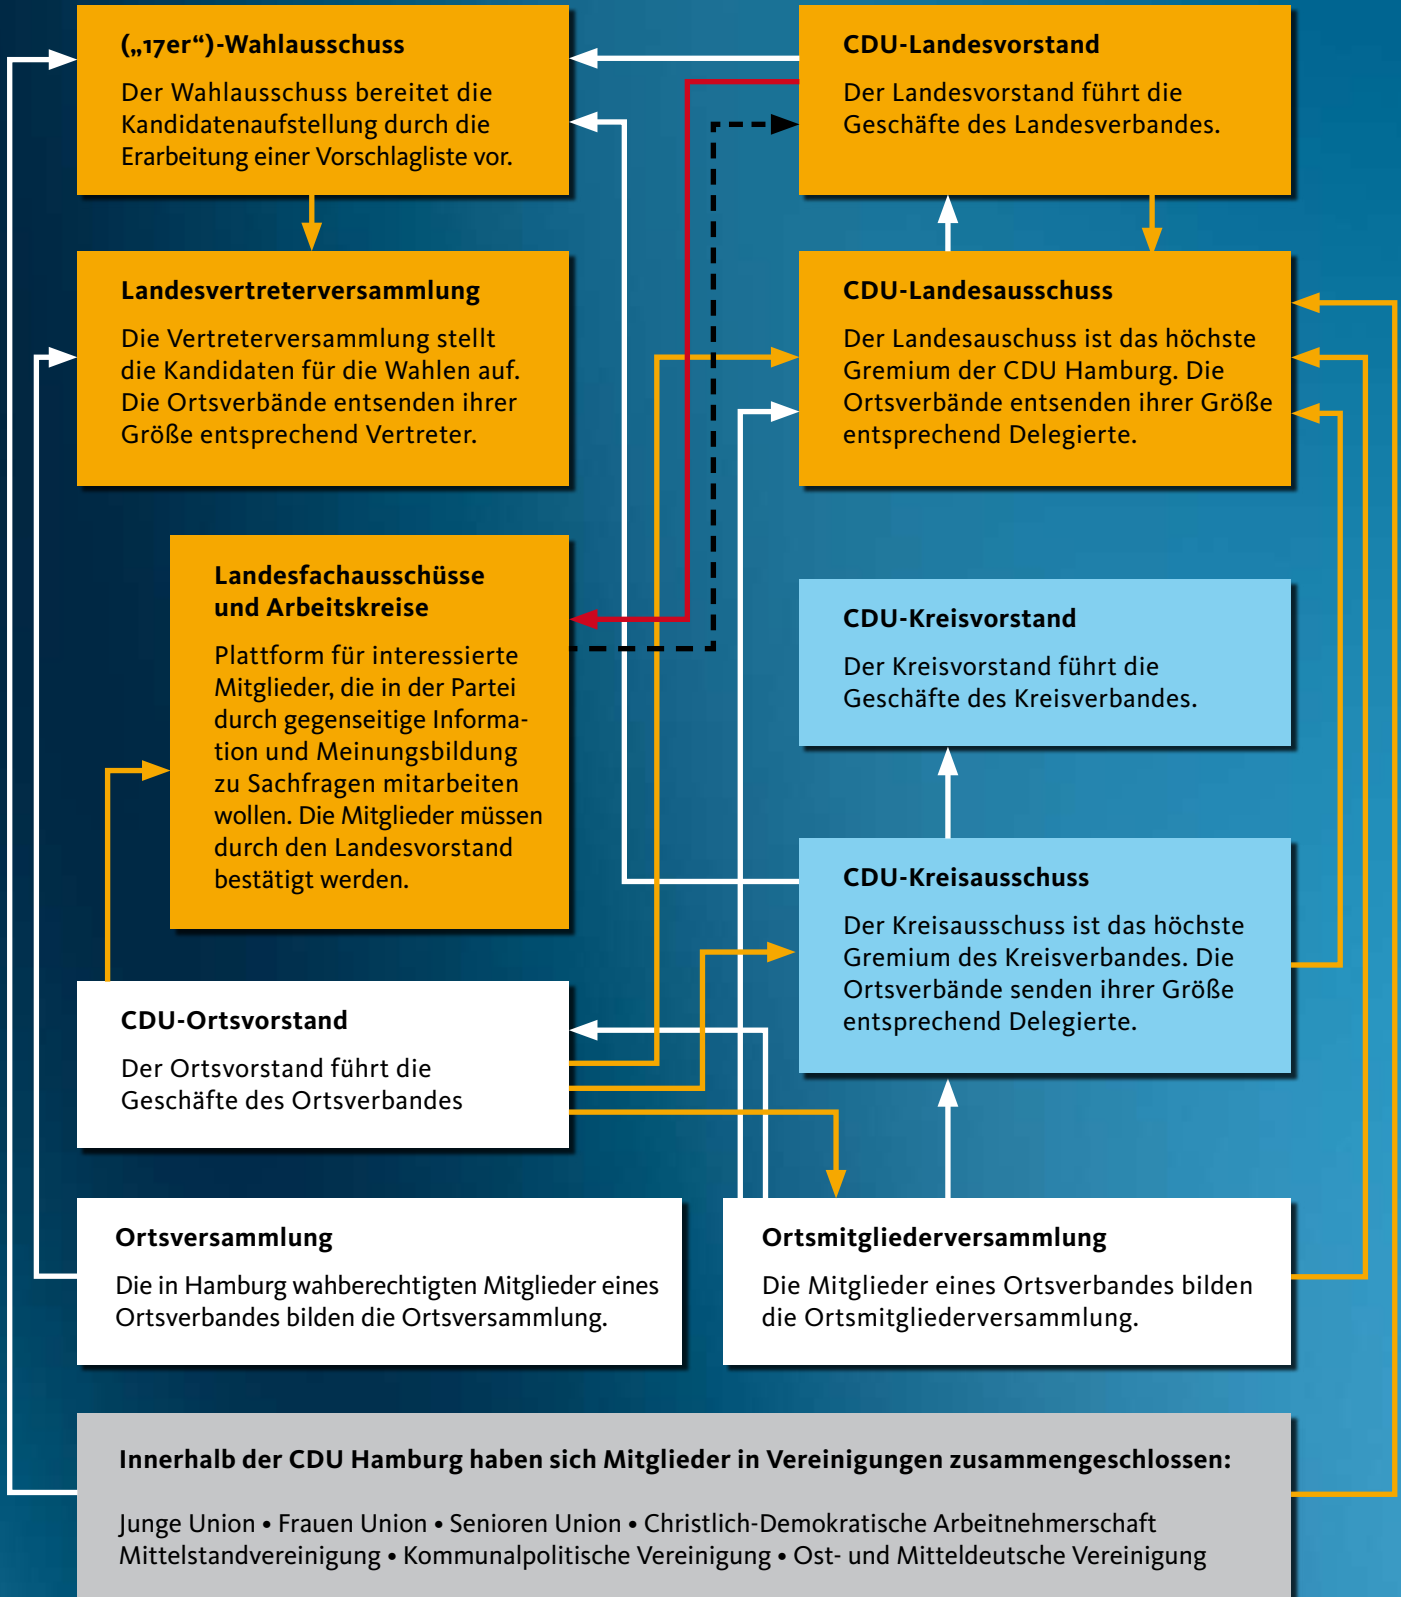 („17er“)-Wahlausschuss
Der Wahlausschuss bereitet die
Kandidatenaufstellung durch die
Erarbeitung einer Vorschlagliste vor.
CDU-Landesvorstand
Der Landesvorstand führt die
Geschäfte des Landesverbandes.
Landesvertreterversammlung
Die Vertreterversammlung stellt
die Kandidaten für die Wahlen auf.
Die Ortsverbände entsenden ihrer
Größe entsprechend Vertreter.
CDU-Landesausschuss
Der Landesauschuss ist das höchste
Gremium der CDU Hamburg. Die
Ortsverbände entsenden ihrer Größe
entsprechend Delegierte.
Landesfachausschüsse
und Arbeitskreise
Plattform für interessierte
Mitglieder, die in der Partei
durch gegenseitige Informa-
tion und Meinungsbildung
zu Sachfragen mitarbeiten
wollen. Die Mitglieder müssen
durch den Landesvorstand
bestätigt werden.
CDU-Kreisvorstand
Der Kreisvorstand führt die
Geschäfte des Kreisverbandes.
CDU-Kreisausschuss
Der Kreisausschuss ist das höchste
Gremium des Kreisverbandes. Die
Ortsverbände senden ihrer Größe
entsprechend Delegierte.
CDU-Ortsvorstand
Der Ortsvorstand führt die
Geschäfte des Ortsverbandes
Ortsversammlung
Die in Hamburg wahberechtigten Mitglieder eines
Ortsverbandes bilden die Ortsversammlung.
Ortsmitgliederversammlung
Die Mitglieder eines Ortsverbandes bilden
die Ortsmitgliederversammlung.
Innerhalb der CDU Hamburg haben sich Mitglieder in Vereinigungen zusammengeschlossen:
Junge Union • Frauen Union • Senioren Union • Christlich-Demokratische Arbeitnehmerschaft
Mittelstandvereinigung • Kommunalpolitische Vereinigung • Ost- und Mitteldeutsche Vereinigung